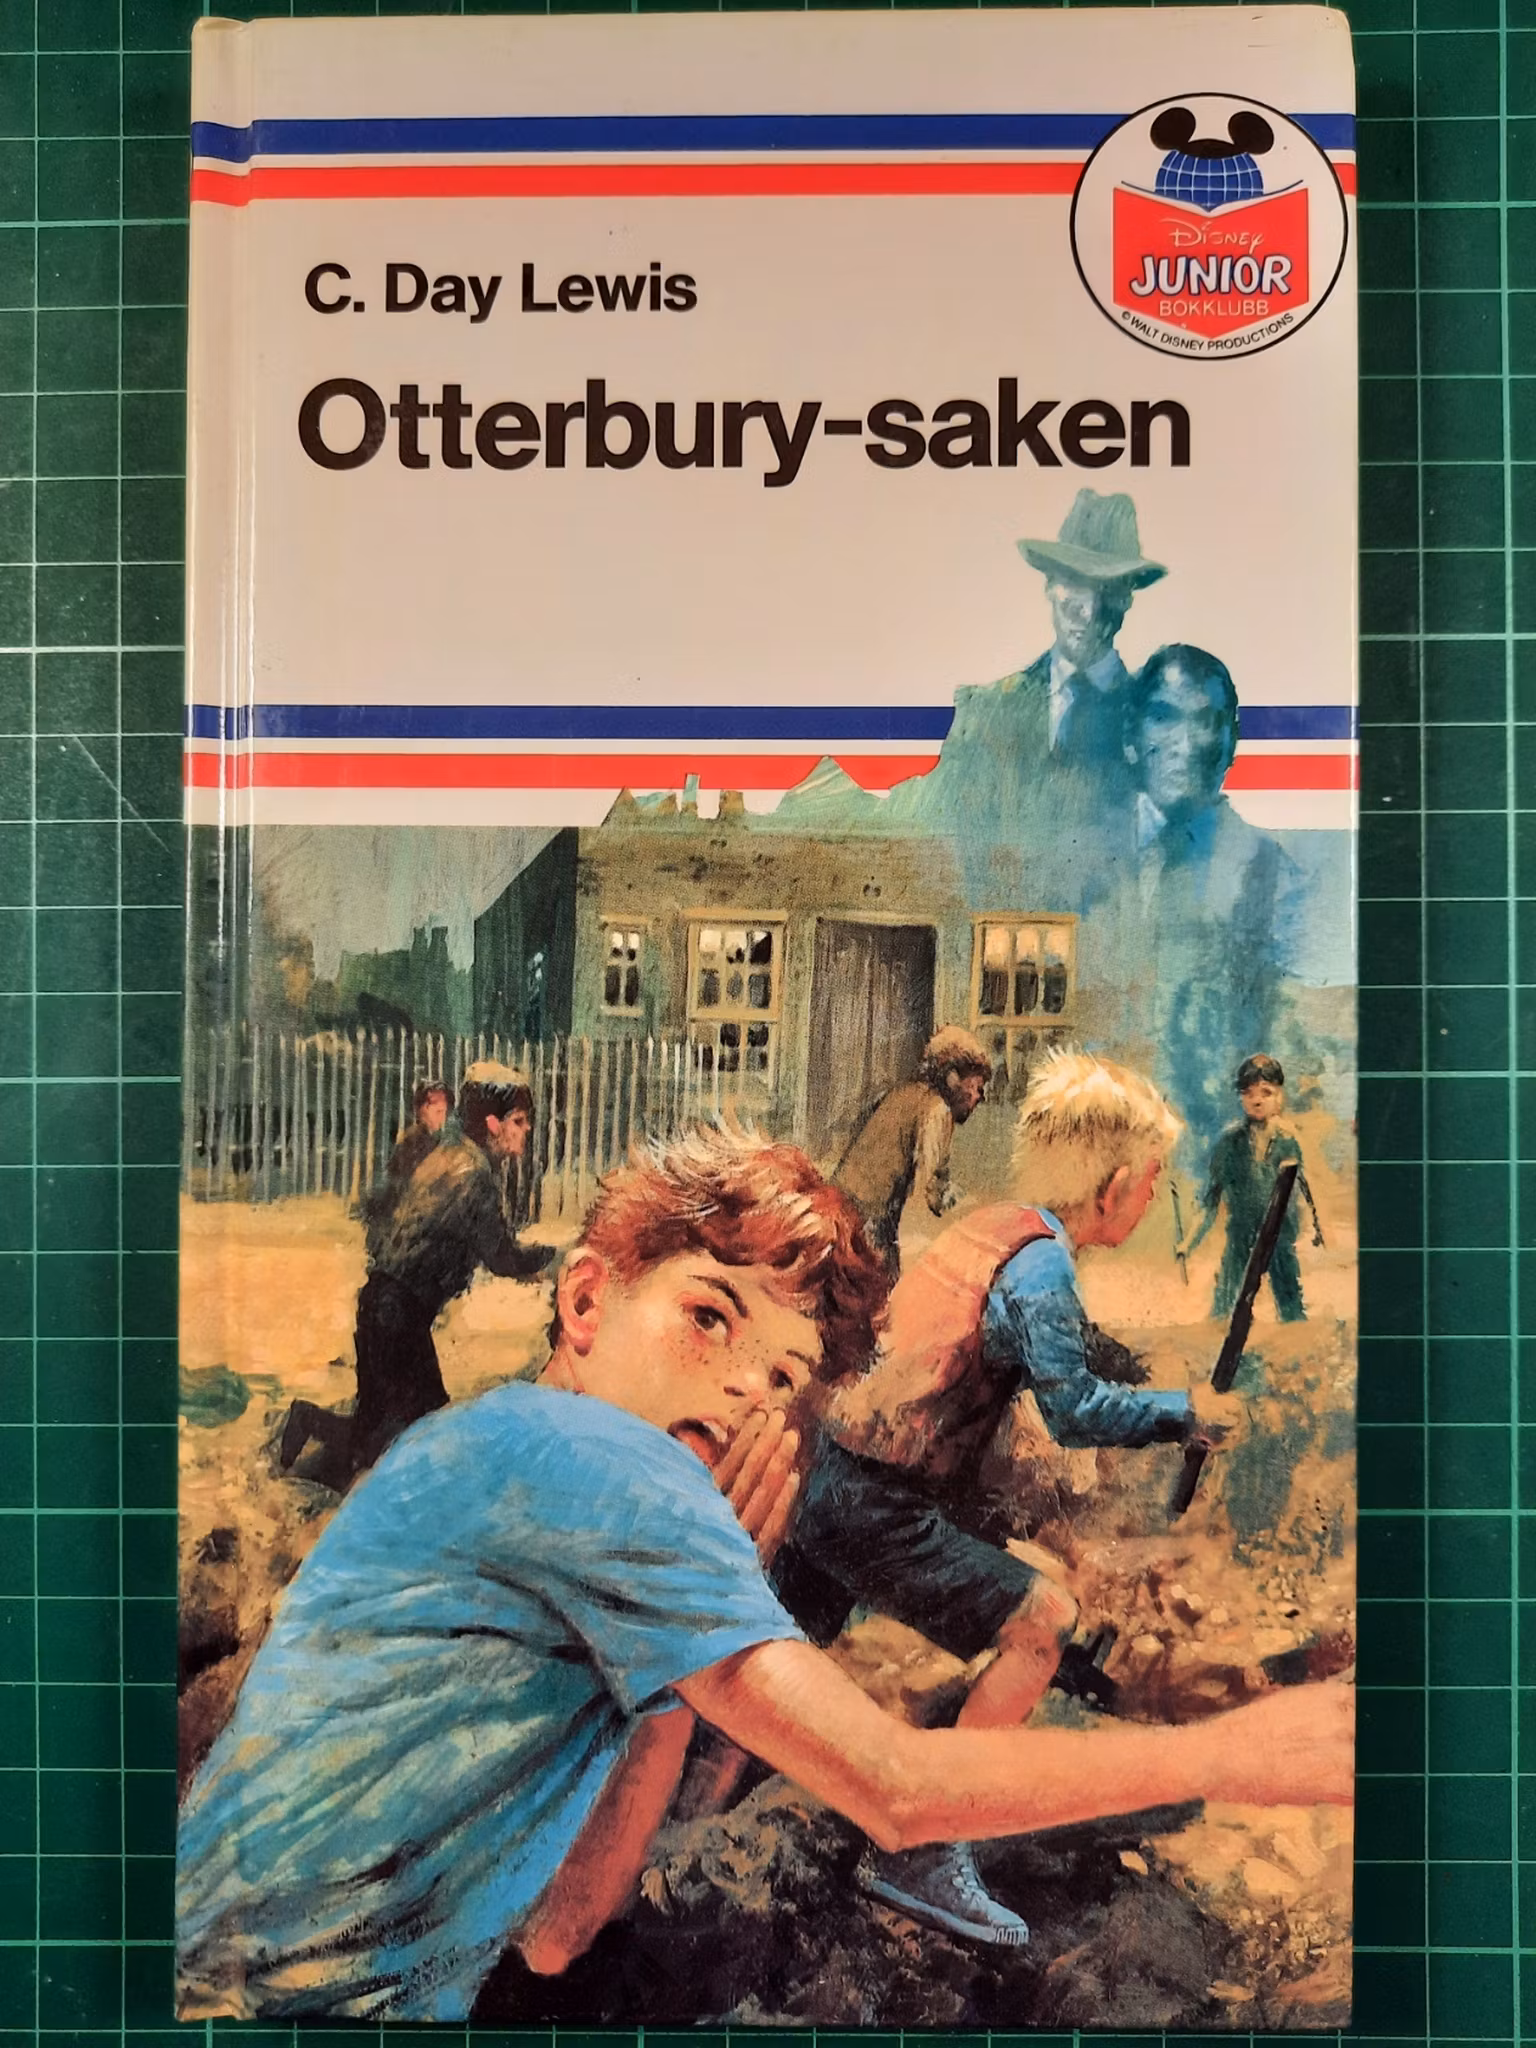 C. Day Lewis
Otterbury-saken
Disney
JUNIOR
BOKKLUBB
© WALT DISNEY PRODUCTIONS